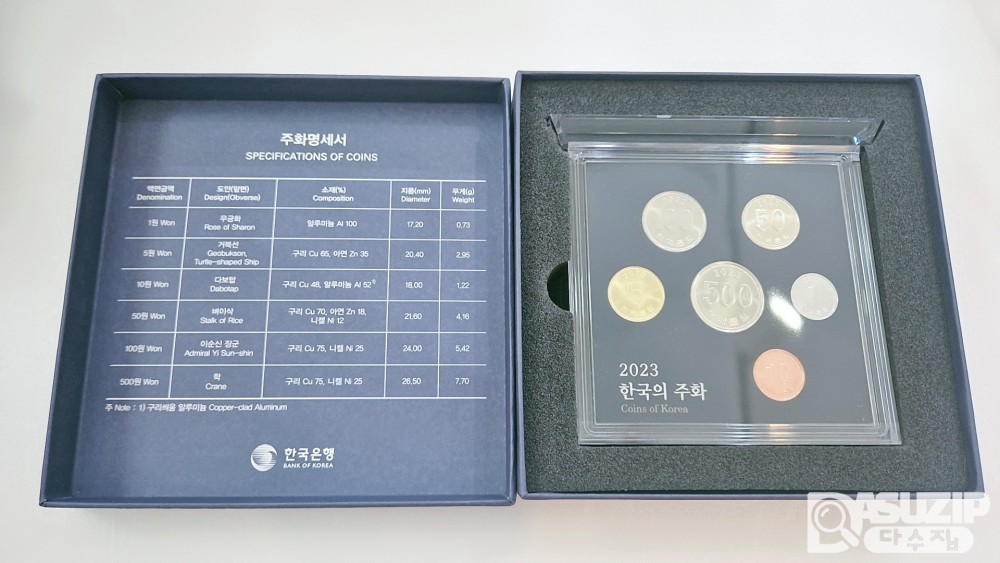 주화명세서
SPECIFICATIONS OF COINS
액면금액 도안(앞면) 소재(%) 지름(mm) 무게(g)
Denomination Design(Obverse) Composition Diameter Weight
1원 Won 무궁화 Rose of Sharon 알루미늄 Al 100 17.20 0.73
5원 Won 거북선 Geobukson, Turtle-shaped Ship 구리 Cu 65, 아연 Zn 35 20.40 2.95
10원 Won 다보탑 Dabotap 구리 Cu 48, 알루미늄 Al 52¹⁾ 18.00 1.22
50원 Won 벼이삭 Stalk of Rice 구리 Cu 70, 아연 Zn 18, 니켈 Ni 12 21.60 4.16
100원 Won 이순신 장군 Admiral Yi Sun-shin 구리 Cu 75, 니켈 Ni 25 24.00 5.42
500원 Won 학 Crane 구리 Cu 75, 니켈 Ni 25 26.50 7.70
주 Note : 1) 구리씌움 알루미늄 Copper-clad Aluminum
한국은행
BANK OF KOREA
50
2023
500
2023
한국의 주화
Coins of Korea
DASUZIP
다수집